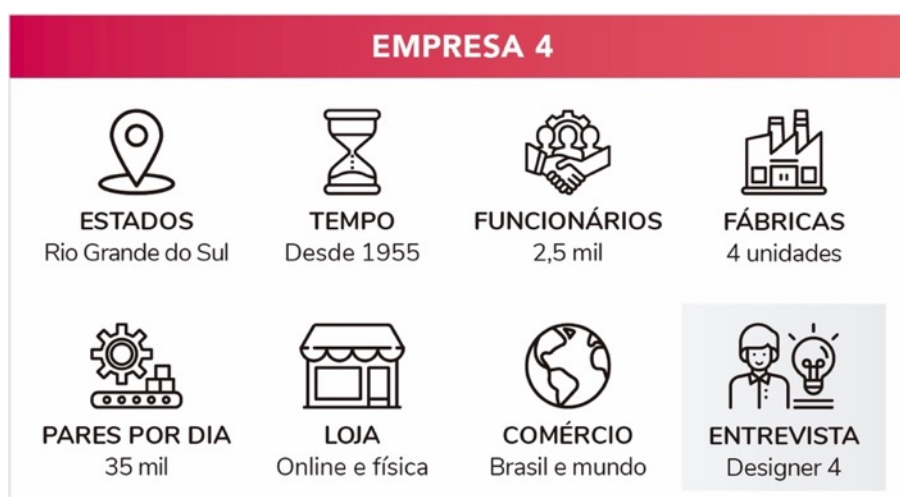 EMPRESA 4
ESTADOS
Rio Grande do Sul
TEMPO
Desde 1955
FUNCIONÁRIOS
2,5 mil
FÁBRICAS
4 unidades
PARES POR DIA
35 mil
LOJA
Online e física
COMÉRCIO
Brasil e mundo
ENTREVISTA
Designer 4